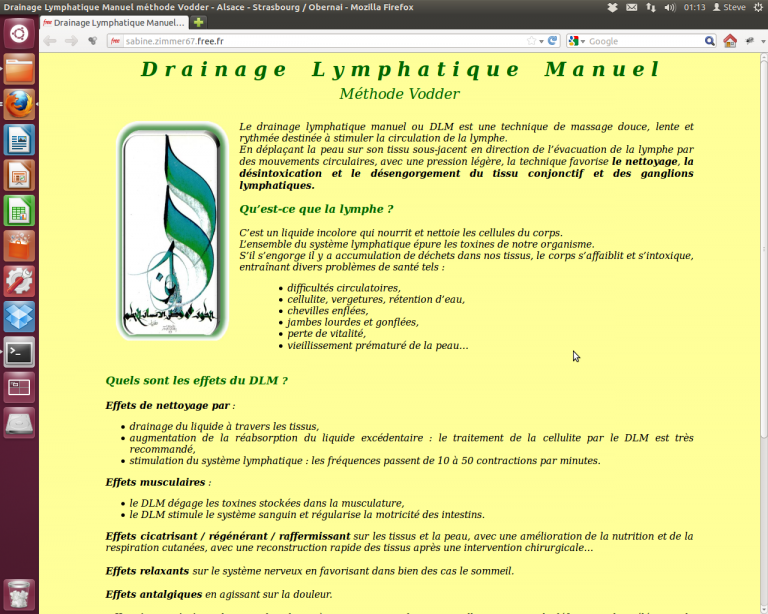 Drainage Lymphatique Manuel méthode Vodder - Alsace - Strasbourg / Obernai - Mozilla Firefox
01:13
Steve
free Drainage Lymphatique Manuel...
free sabine.zimmer67.free.fr
Google
Drainage Lymphatique Manuel
Méthode Vodder
Le drainage lymphatique manuel ou DLM est une technique de massage douce, lente et
rythmée destinée à stimuler la circulation de la lymphe.
En déplaçant la peau sur son tissu sous-jacent en direction de l'évacuation de la lymphe par
des mouvements circulaires, avec une pression légère, la technique favorise le nettoyage, la
désintoxication et le désengorgement du tissu conjonctif et des ganglions
lymphatiques.
Qu'est-ce que la lymphe ?
C'est un liquide incolore qui nourrit et nettoie les cellules du corps.
L'ensemble du système lymphatique épure les toxines de notre organisme.
S'il s'engorge il y a accumulation de déchets dans nos tissus, le corps s'affaiblit et s'intoxique,
entraînant divers problèmes de santé tels :
• difficultés circulatoires,
• cellulite, vergetures, rétention d'eau,
• chevilles enflées,
• jambes lourdes et gonflées,
• perte de vitalité,
• vieillissement prématuré de la peau...
Quels sont les effets du DLM ?
Effets de nettoyage par :
• drainage du liquide à travers les tissus,
• augmentation de la réabsorption du liquide excédentaire : le traitement de la cellulite par le DLM est très
recommandé,
• stimulation du système lymphatique : les fréquences passent de 10 à 50 contractions par minutes.
Effets musculaires :
• le DLM dégage les toxines stockées dans la musculature,
• le DLM stimule le système sanguin et régularise la motricité des intestins.
Effets cicatrisant / régénérant / raffermissant sur les tissus et la peau, avec une amélioration de la nutrition et de la
respiration cutanées, avec une reconstruction rapide des tissus après une intervention chirurgicale...
Effets relaxants sur le système nerveux en favorisant dans bien des cas le sommeil.
Effets antalgiques en agissant sur la douleur.